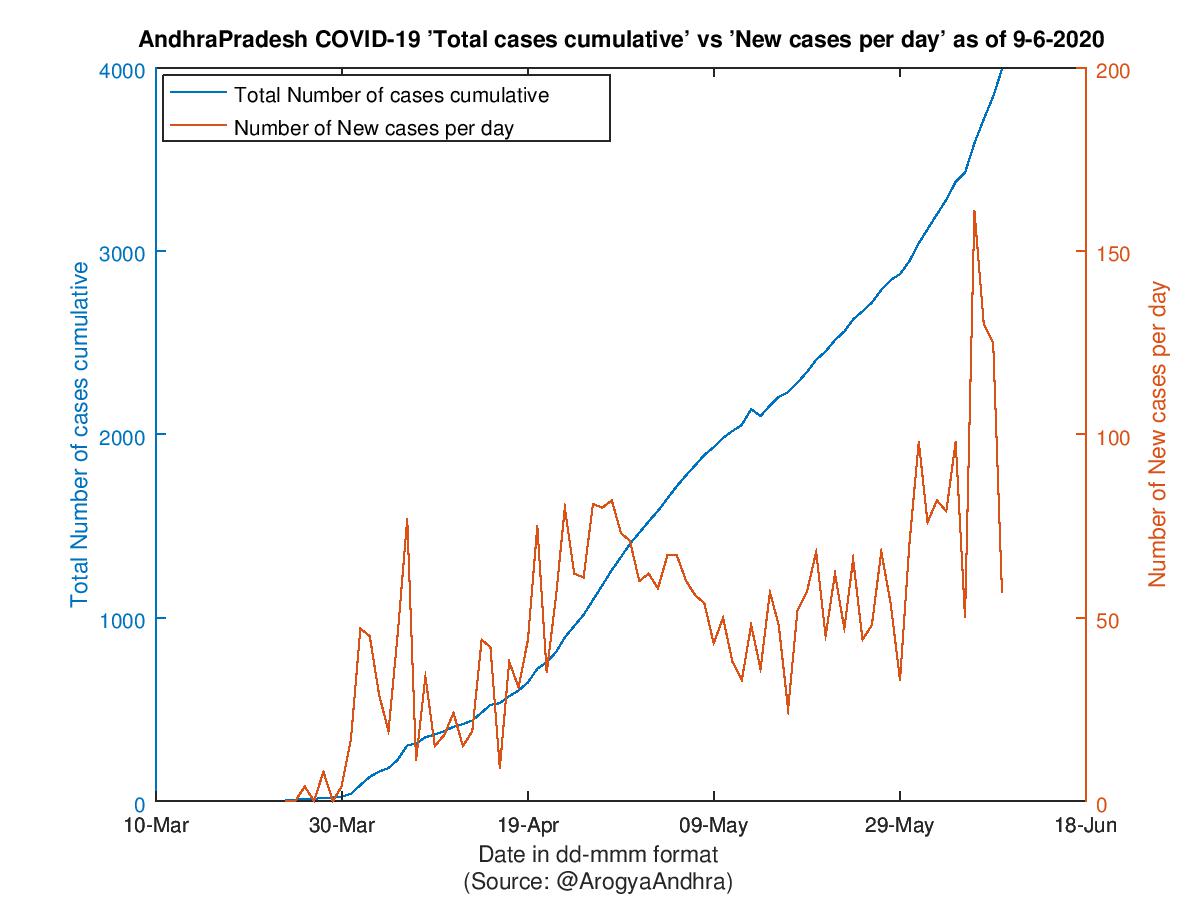 AndhraPradesh COVID-19 ’Total cases cumulative’ vs ’New cases per day’ as of 9-6-2020
Total Number of cases cumulative
Number of New cases per day
4000
3000
2000
1000
0
Total Number of cases cumulative
200
150
100
50
0
Number of New cases per day
10-Mar 30-Mar 19-Apr 09-May 29-May 18-Jun
Date in dd-mmm format
(Source: @ArogyaAndhra)